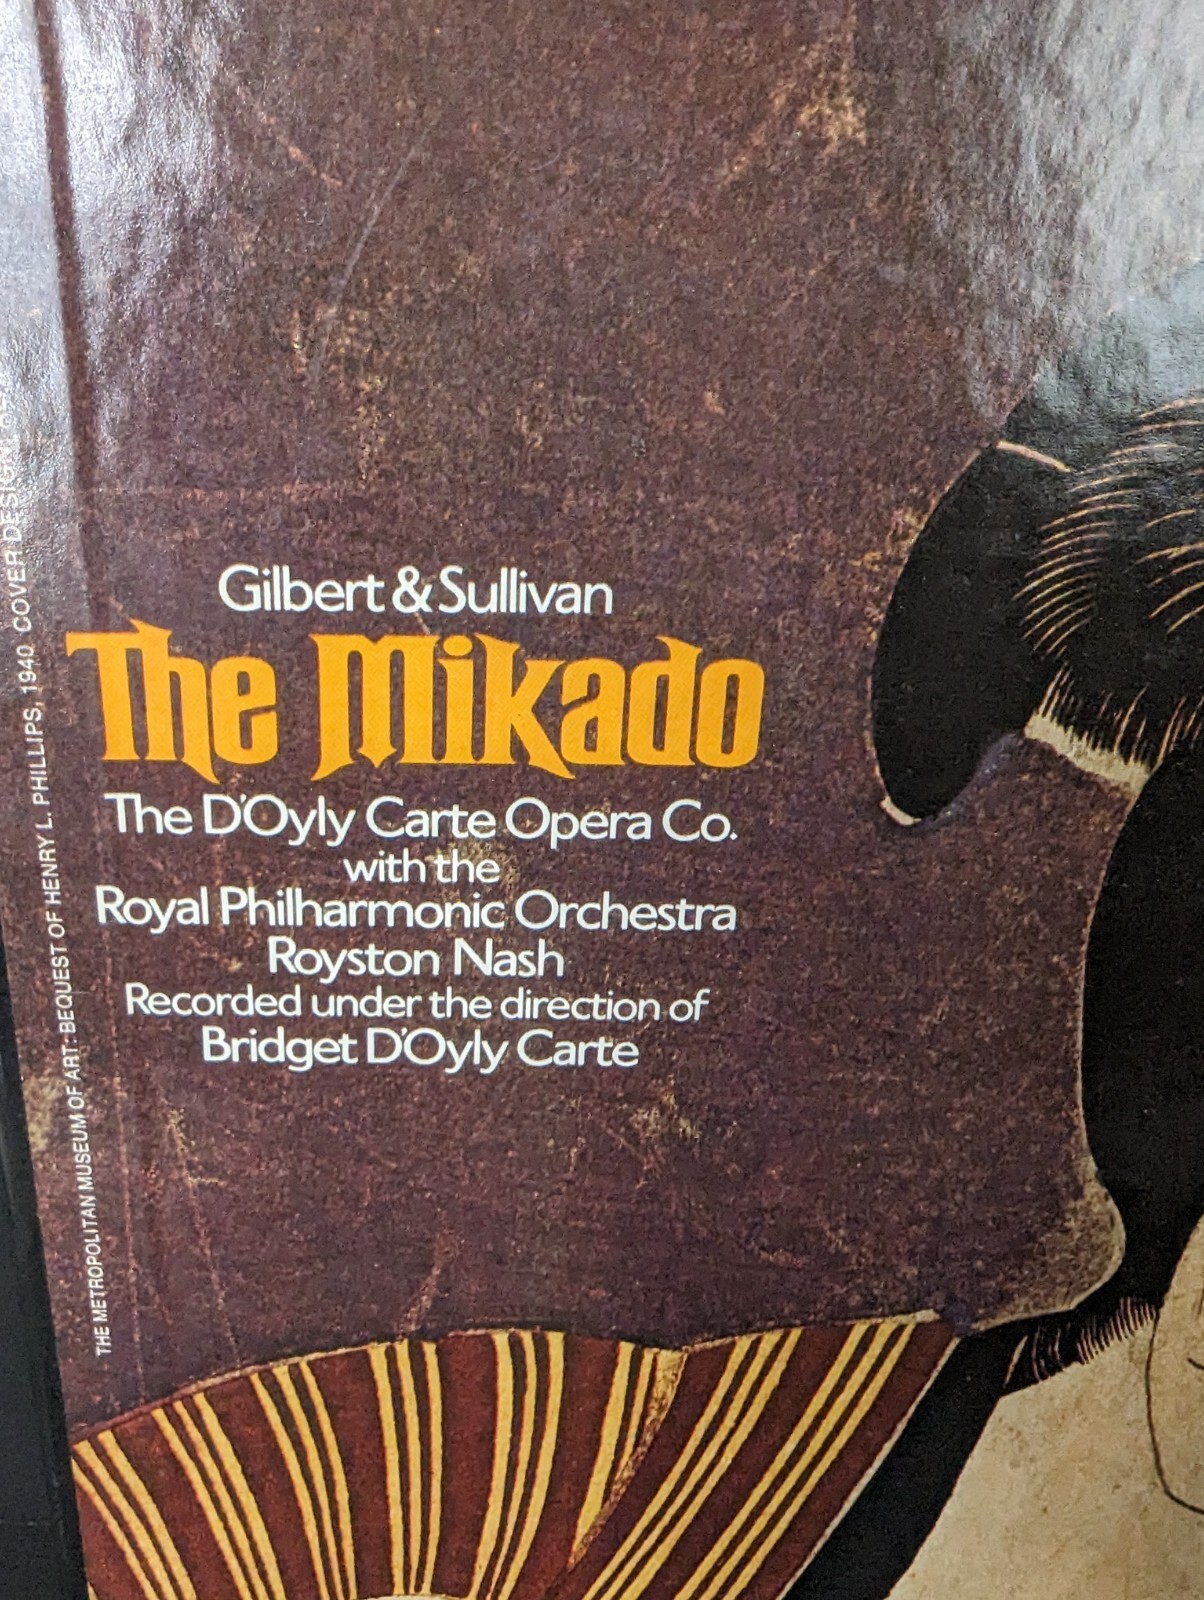 Gilbert & Sullivan
The Mikado
The D'Oyly Carte Opera Co.
with the
Royal Philharmonic Orchestra
Royston Nash
Recorded under the direction of
Bridget D'Oyly Carte
THE METROPOLITAN MUSEUM OF ART: BEQUEST OF HENRY L. PHILLIPS, 1940 COVER DESIGN